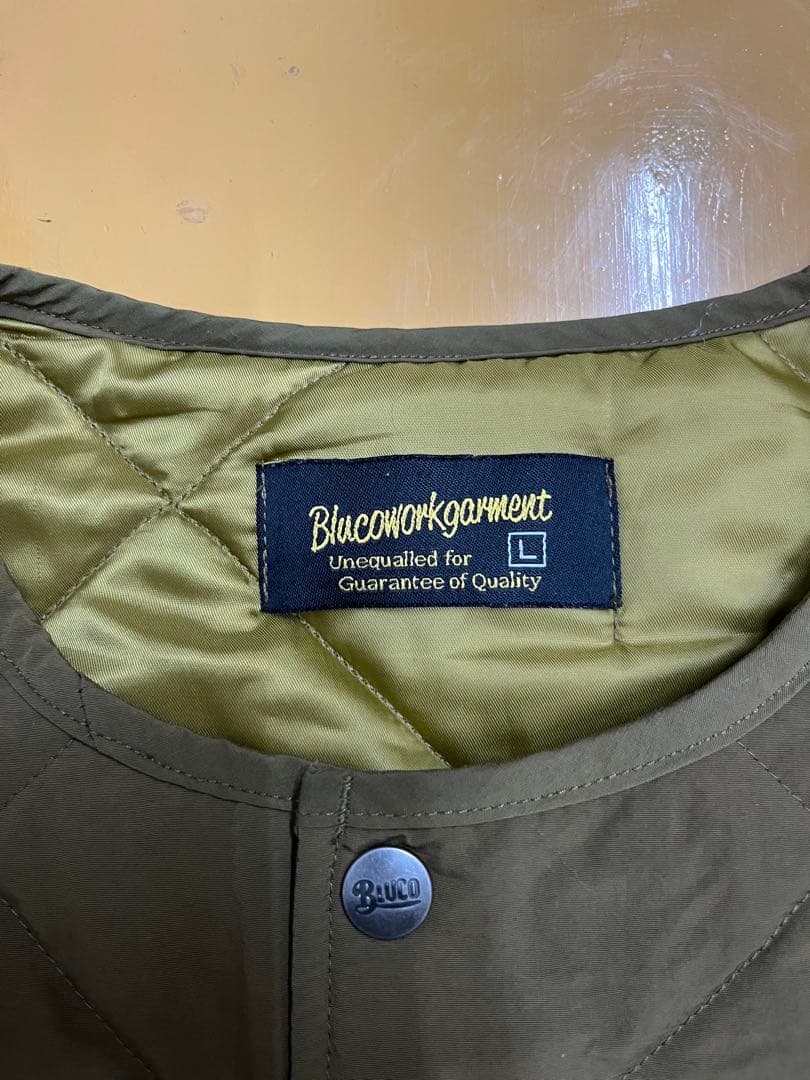 Blucoworkgarment
Unequalled for L
Guarantee of Quality
BLUCO